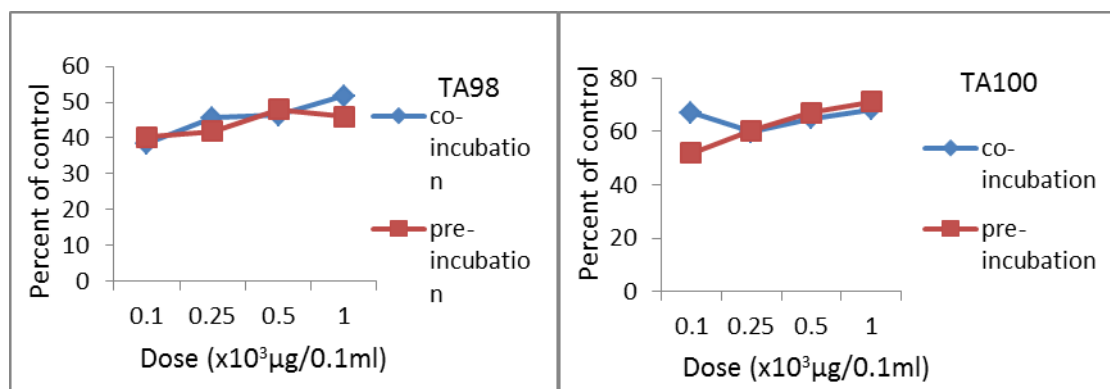 TA98
Percent of control
60
50
40
30
20
10
0
0.1 0.25 0.5 1
Dose (x10³µg/0.1ml)
co-
incubatio
n
pre-
incubatio
n
TA100
Percent of control
80
60
40
20
0
0.1 0.25 0.5 1
Dose (x10³µg/0.1ml)
co-
incubation
pre-
incubation